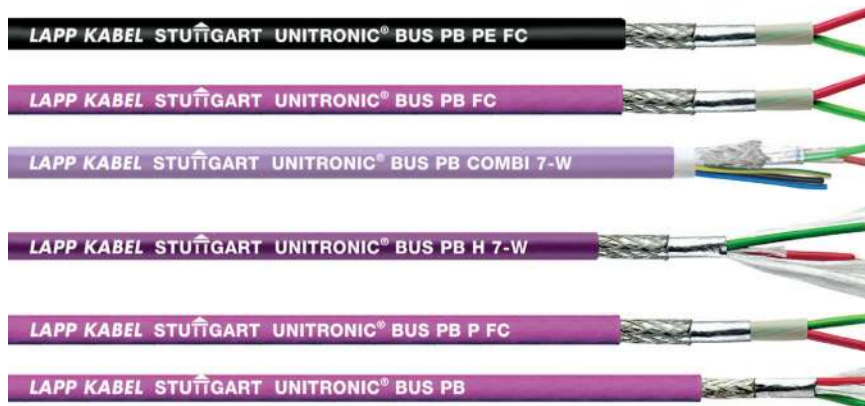 LAPP KABEL STUTTGART UNITRONIC® BUS PB PE FC
LAPP KABEL STUTTGART UNITRONIC® BUS PB FC
LAPP KABEL STUTTGART UNITRONIC® BUS PB COMBI 7-W
LAPP KABEL STUTTGART UNITRONIC® BUS PB H 7-W
LAPP KABEL STUTTGART UNITRONIC® BUS PB P FC
LAPP KABEL STUTTGART UNITRONIC® BUS PB